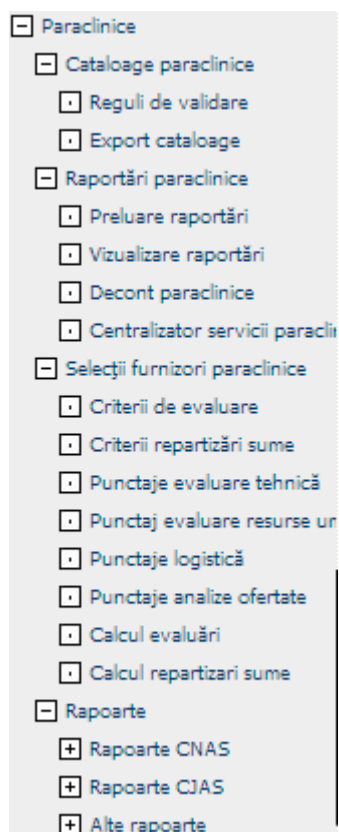 Paraclinice
Cataloage paraclinice
Reguli de validare
Export cataloage
Raportări paraclinice
Preluare raportări
Vizualizare raportări
Decont paraclinice
Centralizator servicii
Selecţii furnizori paraclinice
Criterii de evaluare
Criterii repartizări sume
Punctaje evaluare tehnică
Punctaj evaluare resurse
Punctaje logistică
Punctaje analize ofertate
Calcul evaluări
Calcul repartizari sume
Rapoarte
Rapoarte CNAS
Rapoarte CJAS
Alte rapoarte